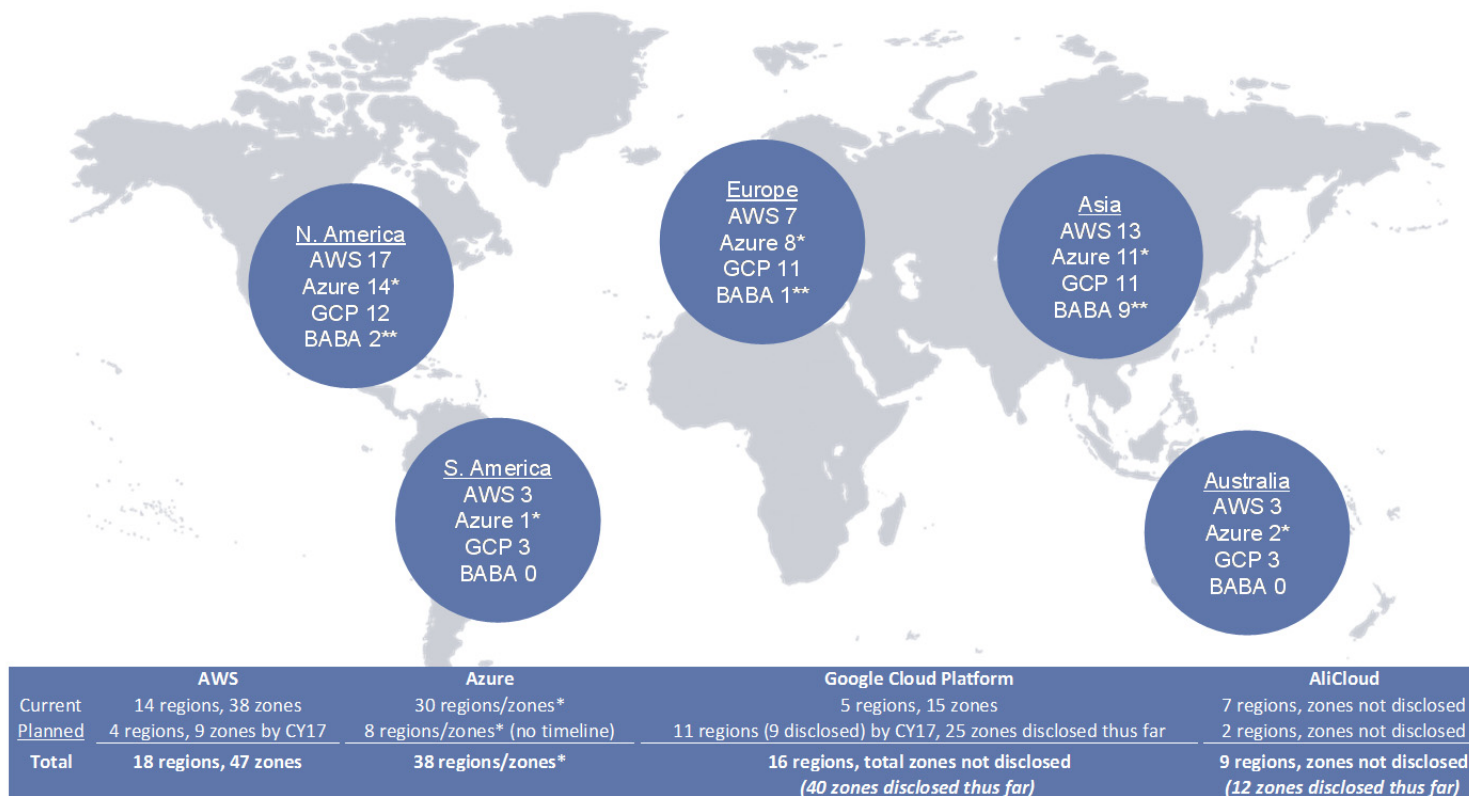 N. America
AWS 17
Azure 14*
GCP 12
BABA 2**
Europe
AWS 7
Azure 8*
GCP 11
BABA 1**
Asia
AWS 13
Azure 11*
GCP 11
BABA 9**
S. America
AWS 3
Azure 1*
GCP 3
BABA 0
Australia
AWS 3
Azure 2*
GCP 3
BABA 0
AWS Azure Google Cloud Platform AliCloud
Current 14 regions, 38 zones 30 regions/zones* 5 regions, 15 zones 7 regions, zones not disclosed
Planned 4 regions, 9 zones by CY17 8 regions/zones* (no timeline) 11 regions (9 disclosed) by CY17, 25 zones disclosed thus far 2 regions, zones not disclosed
Total 18 regions, 47 zones 38 regions/zones* 16 regions, total zones not disclosed 9 regions, zones not disclosed
(40 zones disclosed thus far) (12 zones disclosed thus far)